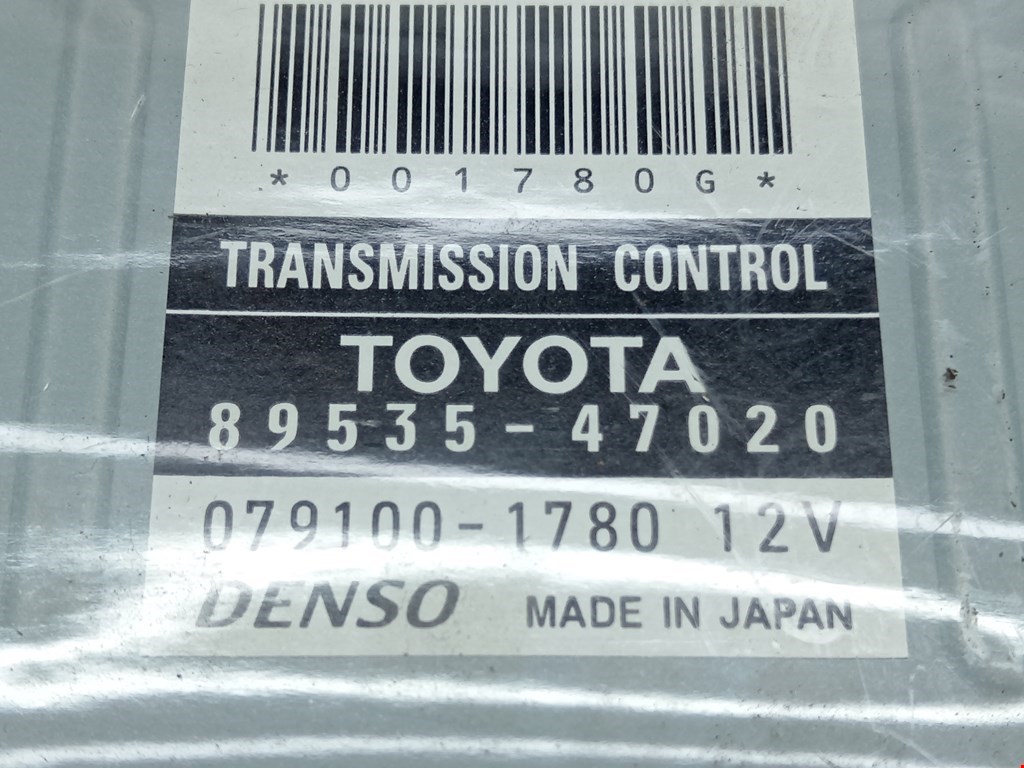 *001780G*
TRANSMISSION CONTROL
TOYOTA
89535-47020
079100-1780 12V
DENSO MADE IN JAPAN